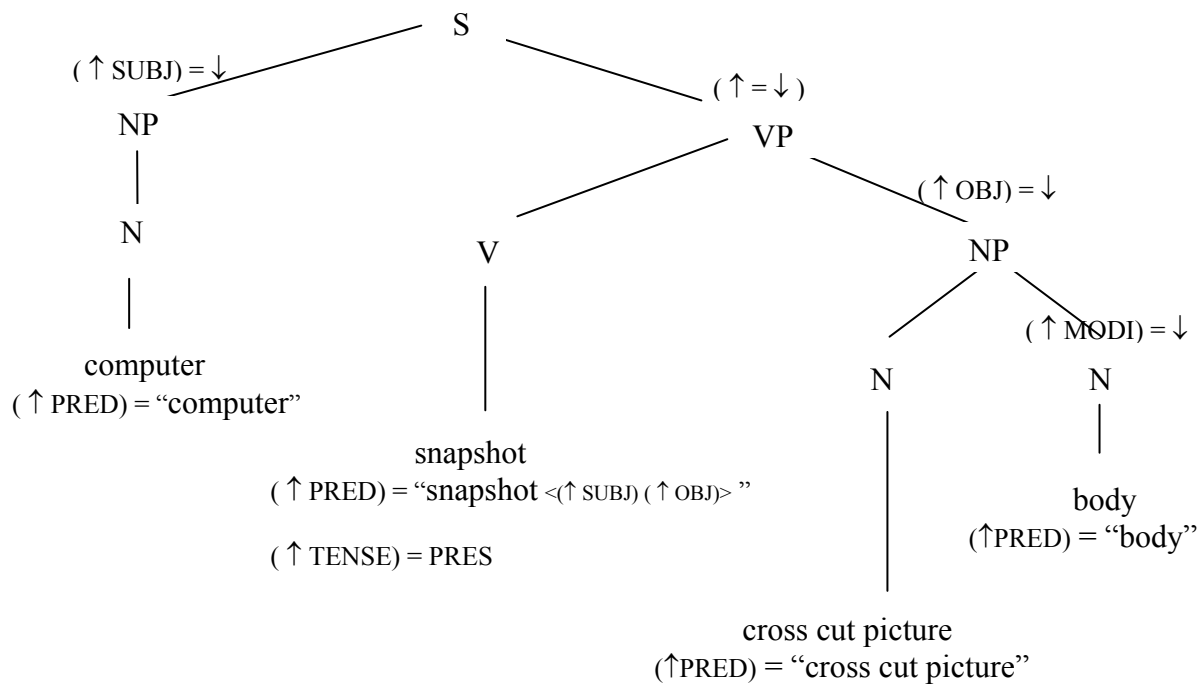 S
( ↑ SUBJ) = ↓
( ↑ = ↓ )
NP
VP
( ↑ OBJ) = ↓
N
V
NP
( ↑ MODI) = ↓
computer
( ↑ PRED) = “computer”
N
N
snapshot
( ↑ PRED) = “snapshot <(↑ SUBJ) (↑ OBJ)> ”
body
(↑PRED) = “body”
( ↑ TENSE) = PRES
cross cut picture
(↑PRED) = “cross cut picture”